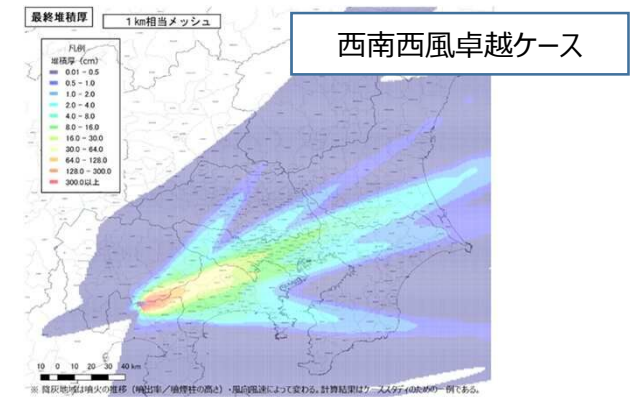 最終堆積厚
1km相当メッシュ
西南西風卓越ケース
凡例
堆積厚 (cm)
0.01 - 0.5
0.5 - 1.0
1.0 - 2.0
2.0 - 4.0
4.0 - 8.0
8.0 - 16.0
16.0 - 30.0
30.0 - 64.0
64.0 - 128.0
128.0 - 300.0
300.0以上
10 0 10 20 30 40 km
※ 降灰地域は噴火の推移（噴出率／噴煙柱の高さ）・風向風速によって変わる。計算結果はケーススタディのための一例である。